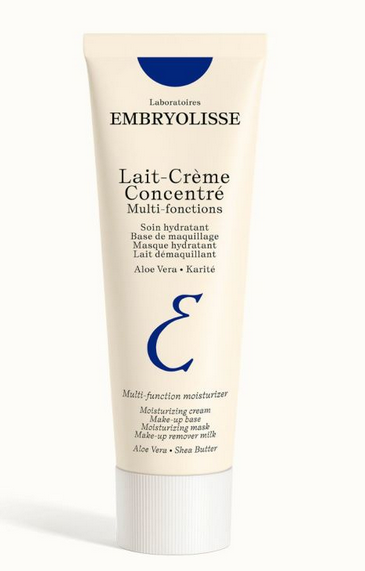 Laboratoires
EMBRYOLISSE
Lait-Crème
Concentré
Multi-fonctions
Soin hydratant
Base de maquillage
Masque hydratant
Lait démaquillant
Aloe Vera • Karité
E
Multi-function moisturizer
Moisturizing cream
Make-up base
Moisturizing mask
Make-up remover milk
Aloe Vera • Shea Butter